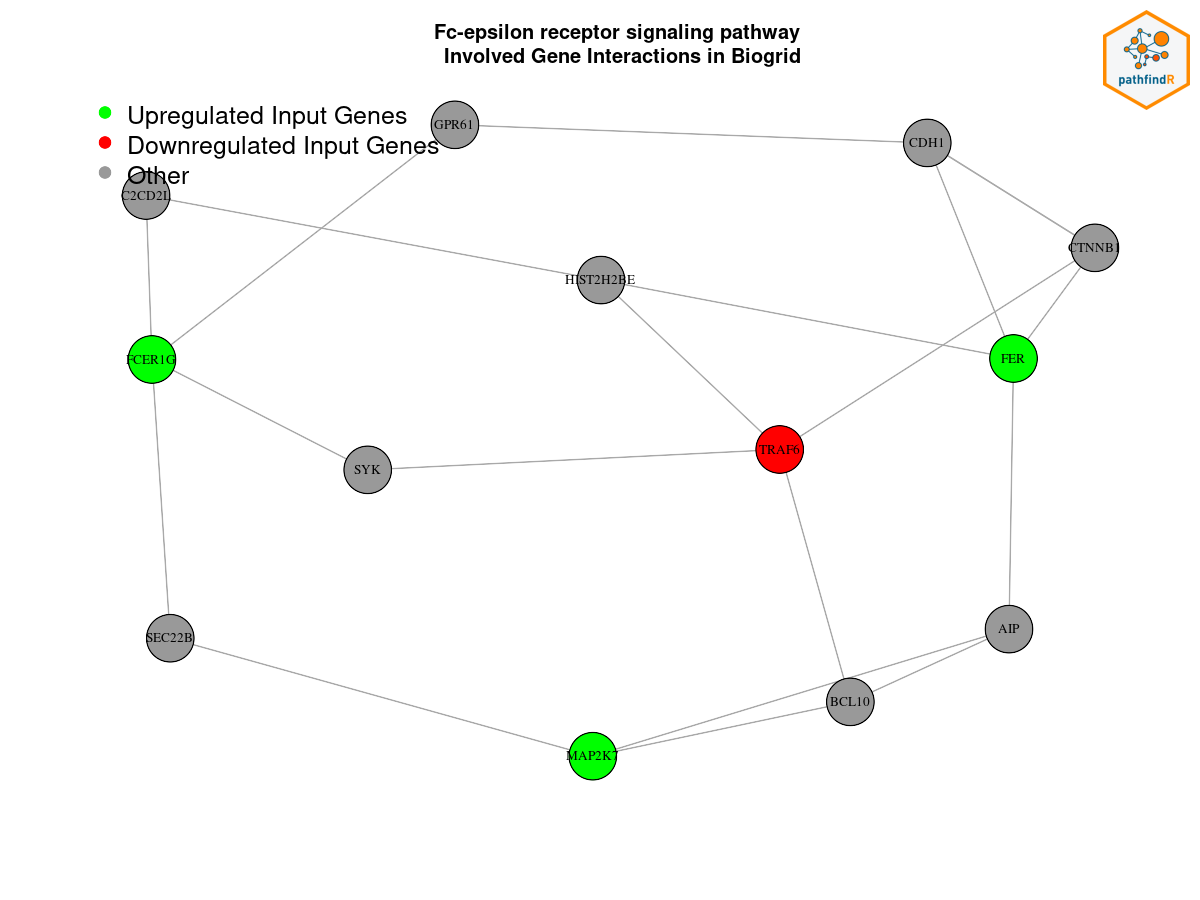 Fc-epsilon receptor signaling pathway
Involved Gene Interactions in Biogrid
pathfindR
Upregulated Input Genes
Downregulated Input Genes
Other
GPR61
CDH1
C2CD2L
CTNNB1
HIST2H2BE
FCER1G
FER
TRAF6
SYK
SEC22B
AIP
BCL10
MAP2K7